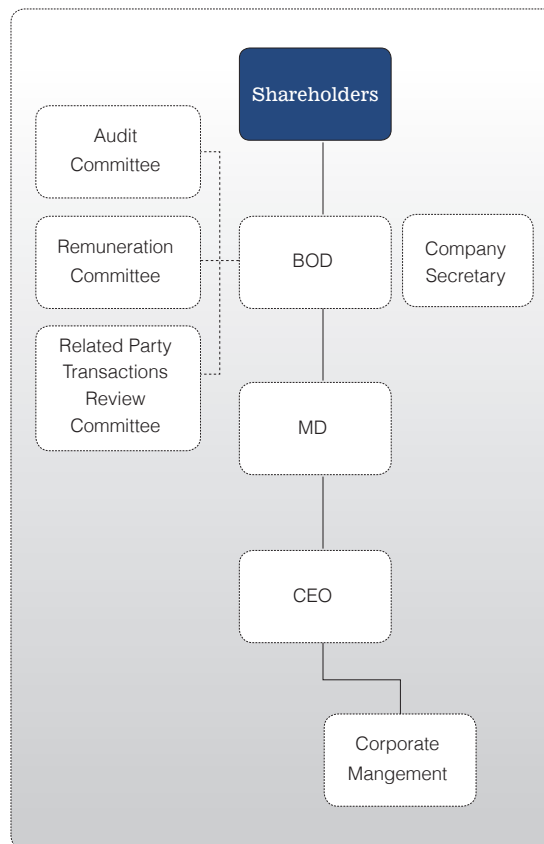 Shareholders
Audit
Committee
Remuneration
Committee
BOD
Company
Secretary
Related Party
Transactions
Review
Committee
MD
CEO
Corporate
Mangement